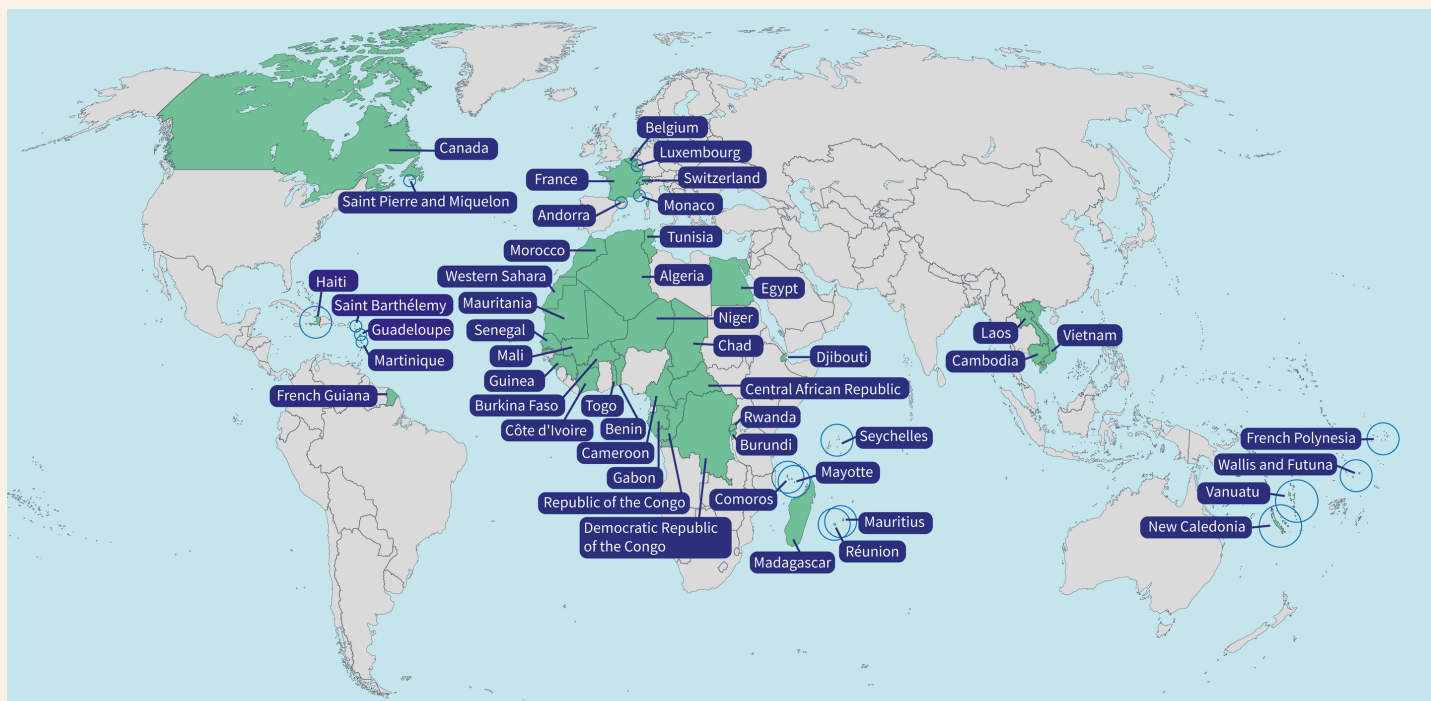 Canada
Saint Pierre and Miquelon
Haiti
Saint Barthélemy
Guadeloupe
Martinique
French Guiana
Belgium
Luxembourg
France
Switzerland
Andorra
Monaco
Tunisia
Morocco
Western Sahara
Algeria
Egypt
Mauritania
Niger
Senegal
Chad
Mali
Djibouti
Guinea
Central African Republic
Burkina Faso
Togo
Côte d'Ivoire
Benin
Rwanda
Cameroon
Burundi
Gabon
Republic of the Congo
Democratic Republic
of the Congo
Seychelles
Mayotte
Comoros
Mauritius
Réunion
Madagascar
Laos
Vietnam
Cambodia
French Polynesia
Wallis and Futuna
Vanuatu
New Caledonia